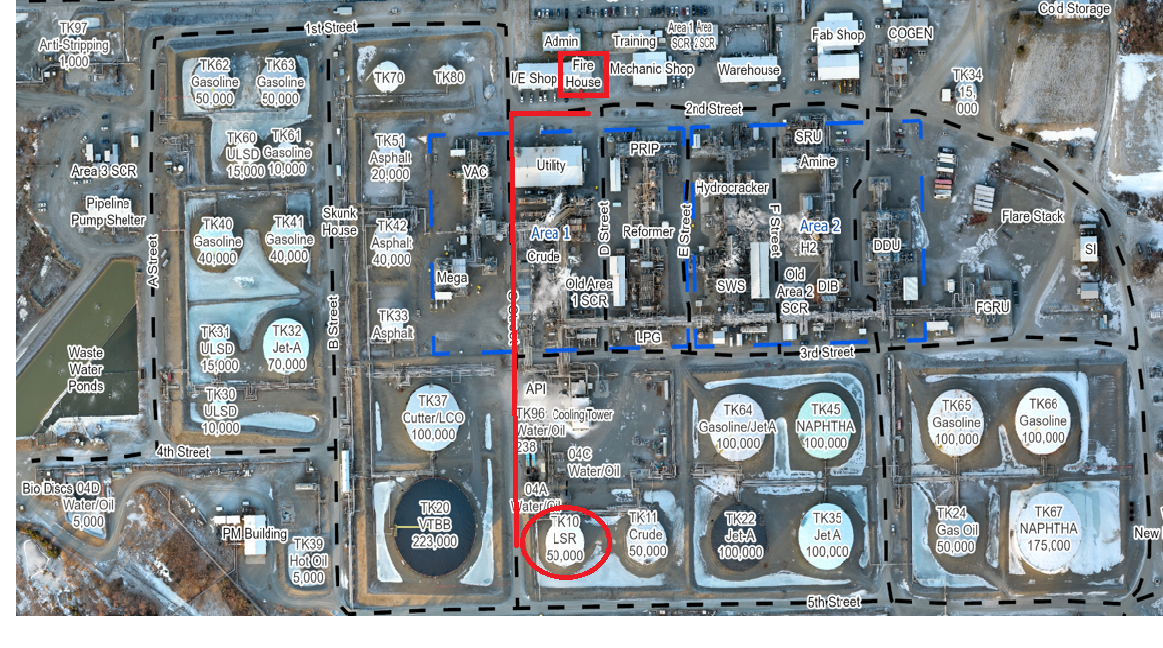 TK97
Anti-Stripping
1,000
1st Street
Admin
Training
Area 1
SCR
Area
2 SCR
Fab Shop
COGEN
Cold Storage
TK62
Gasoline
50,000
TK63
Gasoline
50,000
TK70
TK80
I/E Shop
Fire
House
Mechanic Shop
Warehouse
TK34
15,
000
2nd Street
TK60
ULSD
15,000
TK61
Gasoline
10,000
TK51
Asphalt
20,000
VAC
Utility
PRIP
SRU
Amine
Area 3 SCR
Pipeline
Pump Shelter
Skunk
House
Hydrocracker
A Street
TK40
Gasoline
40,000
TK41
Gasoline
40,000
TK42
Asphalt
40,000
Area 1
Crude
D Street
Reformer
E Street
F Street
Area 2
H2
DDU
Flare Stack
SI
Mega
Old Area
1 SCR
SWS
Old
Area 2
SCR
DIB
FGRU
B Street
TK31
ULSD
15,000
TK32
Jet-A
70,000
TK33
Asphalt
LPG
3rd Street
Waste
Water
Ponds
TK30
ULSD
10,000
TK37
Cutter/LCO
100,000
API
TK96
Water/Oil
238
Cooling Tower
TK64
Gasoline/JetA
100,000
TK45
NAPHTHA
100,000
TK65
Gasoline
100,000
TK66
Gasoline
100,000
4th Street
04C
Water/Oil
Bio Discs
04D
Water/Oil
5,000
04A
Water/Oil
PM Building
TK39
Hot Oil
5,000
TK20
VTBB
223,000
TK10
LSR
50,000
TK11
Crude
50,000
TK22
Jet-A
100,000
TK35
Jet A
100,000
TK24
Gas Oil
50,000
TK67
NAPHTHA
175,000
New
5th Street